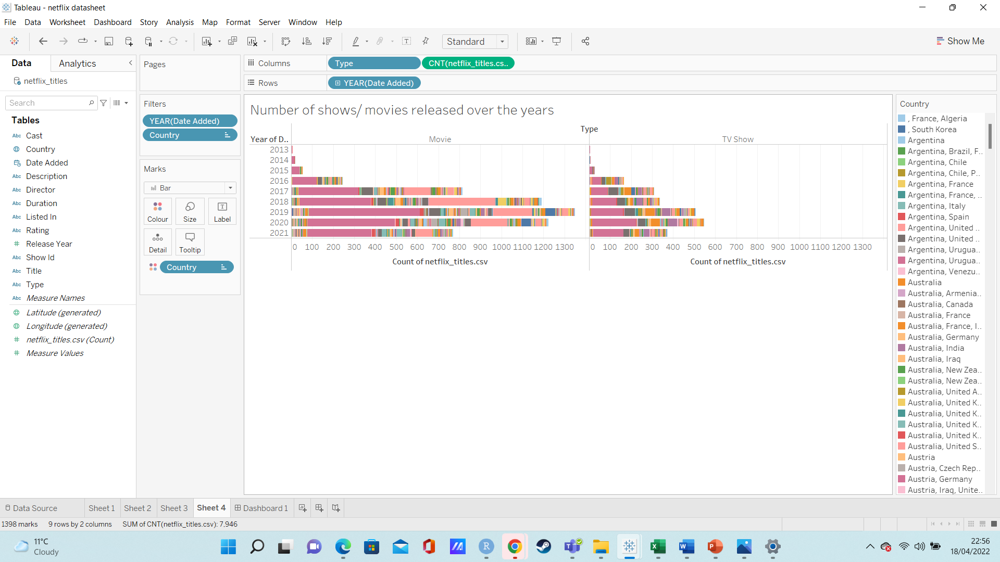 Tableau - netflix datasheet
File Data Worksheet Dashboard Story Analysis Map Format Server Window Help
Standard
Show Me
Data Analytics
netflix_titles
Search
Tables
Abc Cast
Country
Date Added
Abc Description
Abc Director
Abc Duration
Abc Listed In
Abc Rating
# Release Year
Abc Show Id
Abc Title
Abc Type
Abc Measure Names
Latitude (generated)
Longitude (generated)
# netflix_titles.csv (Count)
# Measure Values
Pages
Filters
YEAR(Date Added)
Country
Marks
Bar
Colour Size Label
Detail Tooltip
Country
Columns Type CNT(netflix_titles.cs..
Rows YEAR(Date Added)
Number of shows/ movies released over the years
Type
Year of D.. Movie TV Show
2013
2014
2015
2016
2017
2018
2019
2020
2021
0 100 200 300 400 500 600 700 800 900 1000 1100 1200 1300 0 100 200 300 400 500 600 700 800 900 1000 1100 1200 1300
Count of netflix_titles.csv Count of netflix_titles.csv
Country
, France, Algeria
, South Korea
Argentina
Argentina, Brazil, F..
Argentina, Chile
Argentina, Chile, P..
Argentina, France
Argentina, France, ..
Argentina, Italy
Argentina, Spain
Argentina, United ..
Argentina, United ..
Argentina, Urugua..
Argentina, Urugua..
Argentina, Venezu..
Australia
Australia, Armenia..
Australia, Canada
Australia, France
Australia, France, I..
Australia, Germany
Australia, India
Australia, Iraq
Australia, New Zea..
Australia, New Zea..
Australia, United A..
Australia, United K..
Australia, United K..
Australia, United K..
Australia, United K..
Australia, United S..
Austria
Austria, Czech Rep..
Austria, Germany
Austria, Iraq, Unite..
Data Source Sheet 1 Sheet 2 Sheet 3 Sheet 4 Dashboard 1
1398 marks 9 rows by 2 columns SUM of CNT(netflix_titles.csv): 7,946
11°C
Cloudy
22:56
18/04/2022